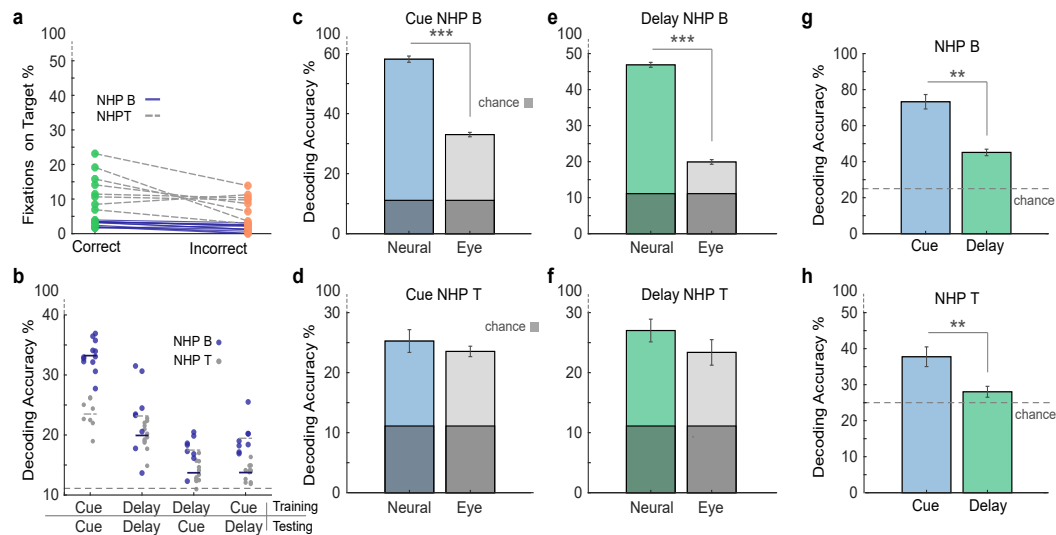 a
100
50
40
30
20
10
0
Fixations on Target %
NHP B
NHPT
Correct
Incorrect
b
100
40
30
20
10
Decoding Accuracy %
NHP B
NHP T
Cue Delay Delay Cue Training
Cue Delay Cue Delay Testing
c
Cue NHP B
100
60
40
20
0
Decoding Accuracy %
***
chance
Neural Eye
d
Cue NHP T
100
30
20
10
0
Decoding Accuracy %
chance
Neural Eye
e
Delay NHP B
100
50
40
30
20
10
0
Decoding Accuracy %
***
Neural Eye
f
Delay NHP T
100
30
20
10
0
Decoding Accuracy %
Neural Eye
g
NHP B
100
80
60
40
20
0
Decoding Accuracy %
**
chance
Cue Delay
h
NHP T
100
50
40
30
20
10
0
Decoding Accuracy %
**
chance
Cue Delay